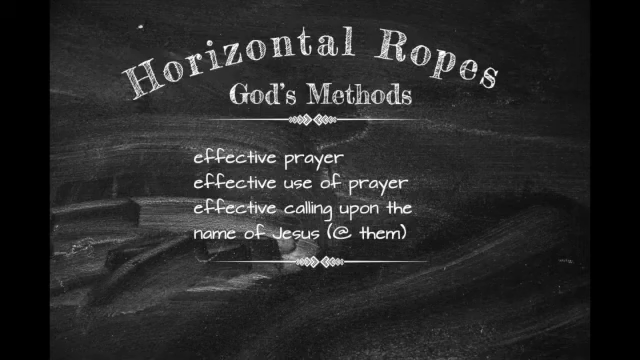 Horizontal Ropes
God's Methods
effective prayer
effective use of prayer
effective calling upon the
name of Jesus (@ them)